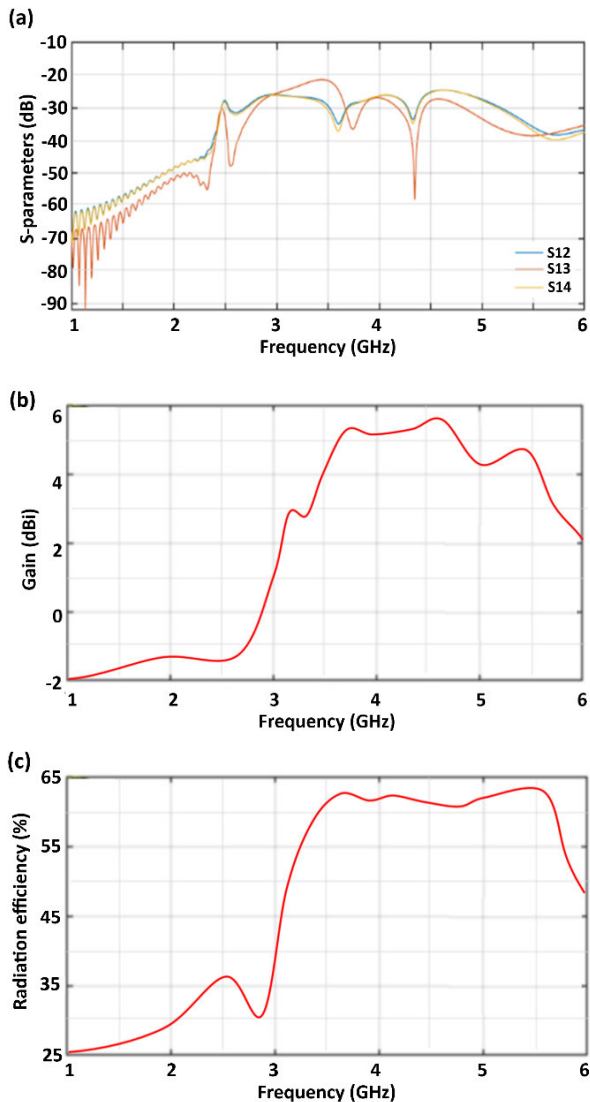 (a)
-10
-20
-30
-40
-50
-60
-70
-80
-90
S-parameters (dB)
S12
S13
S14
1 2 3 4 5 6
Frequency (GHz)
(b)
6
4
2
0
-2
Gain (dBi)
1 2 3 4 5 6
Frequency (GHz)
(c)
65
55
45
35
25
Radiation efficiency (%)
1 2 3 4 5 6
Frequency (GHz)